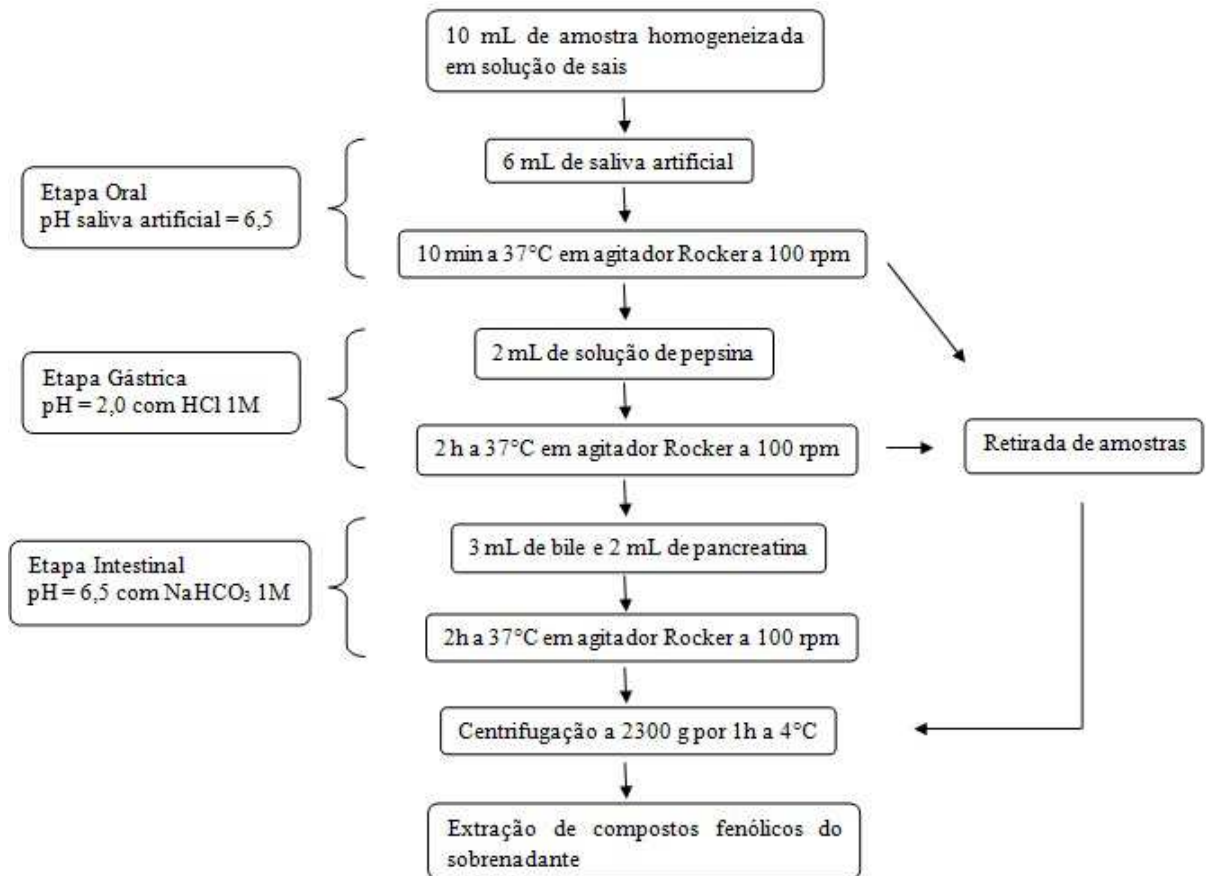 10 mL de amostra homogeneizada
em solução de sais
6 mL de saliva artificial
Etapa Oral
pH saliva artificial = 6,5
10 min a 37°C em agitador Rocker a 100 rpm
2 mL de solução de pepsina
Etapa Gástrica
pH = 2,0 com HCl 1M
2 h a 37°C em agitador Rocker a 100 rpm
Retirada de amostras
3 mL de bile e 2 mL de pancreatina
Etapa Intestinal
pH = 6,5 com NaHCO₃ 1M
2h a 37°C em agitador Rocker a 100 rpm
Centrifugação a 2300 g por 1h a 4°C
Extração de compostos fenólicos do
sobrenadante